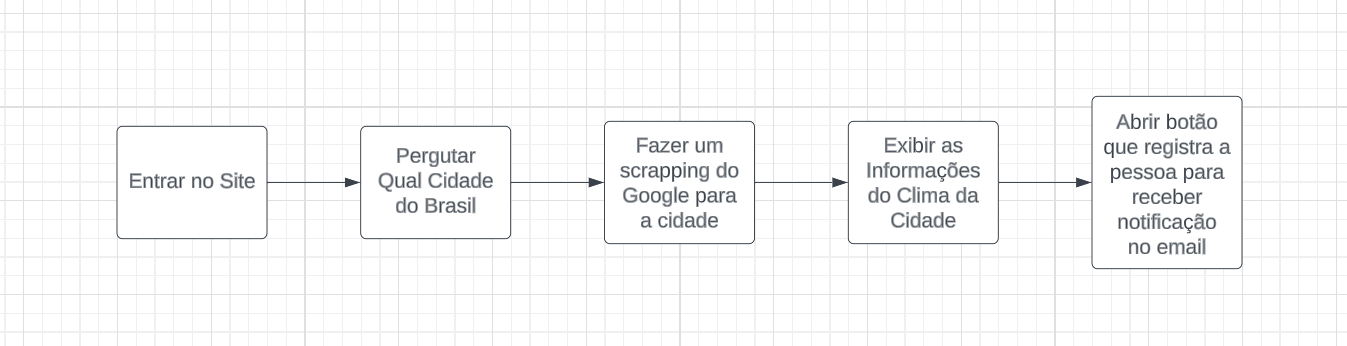 Entrar no Site
Pergutar
Qual Cidade
do Brasil
Fazer um
scrapping do
Google para
a cidade
Exibir as
Informações
do Clima da
Cidade
Abrir botão
que registra a
pessoa para
receber
notificação
no email